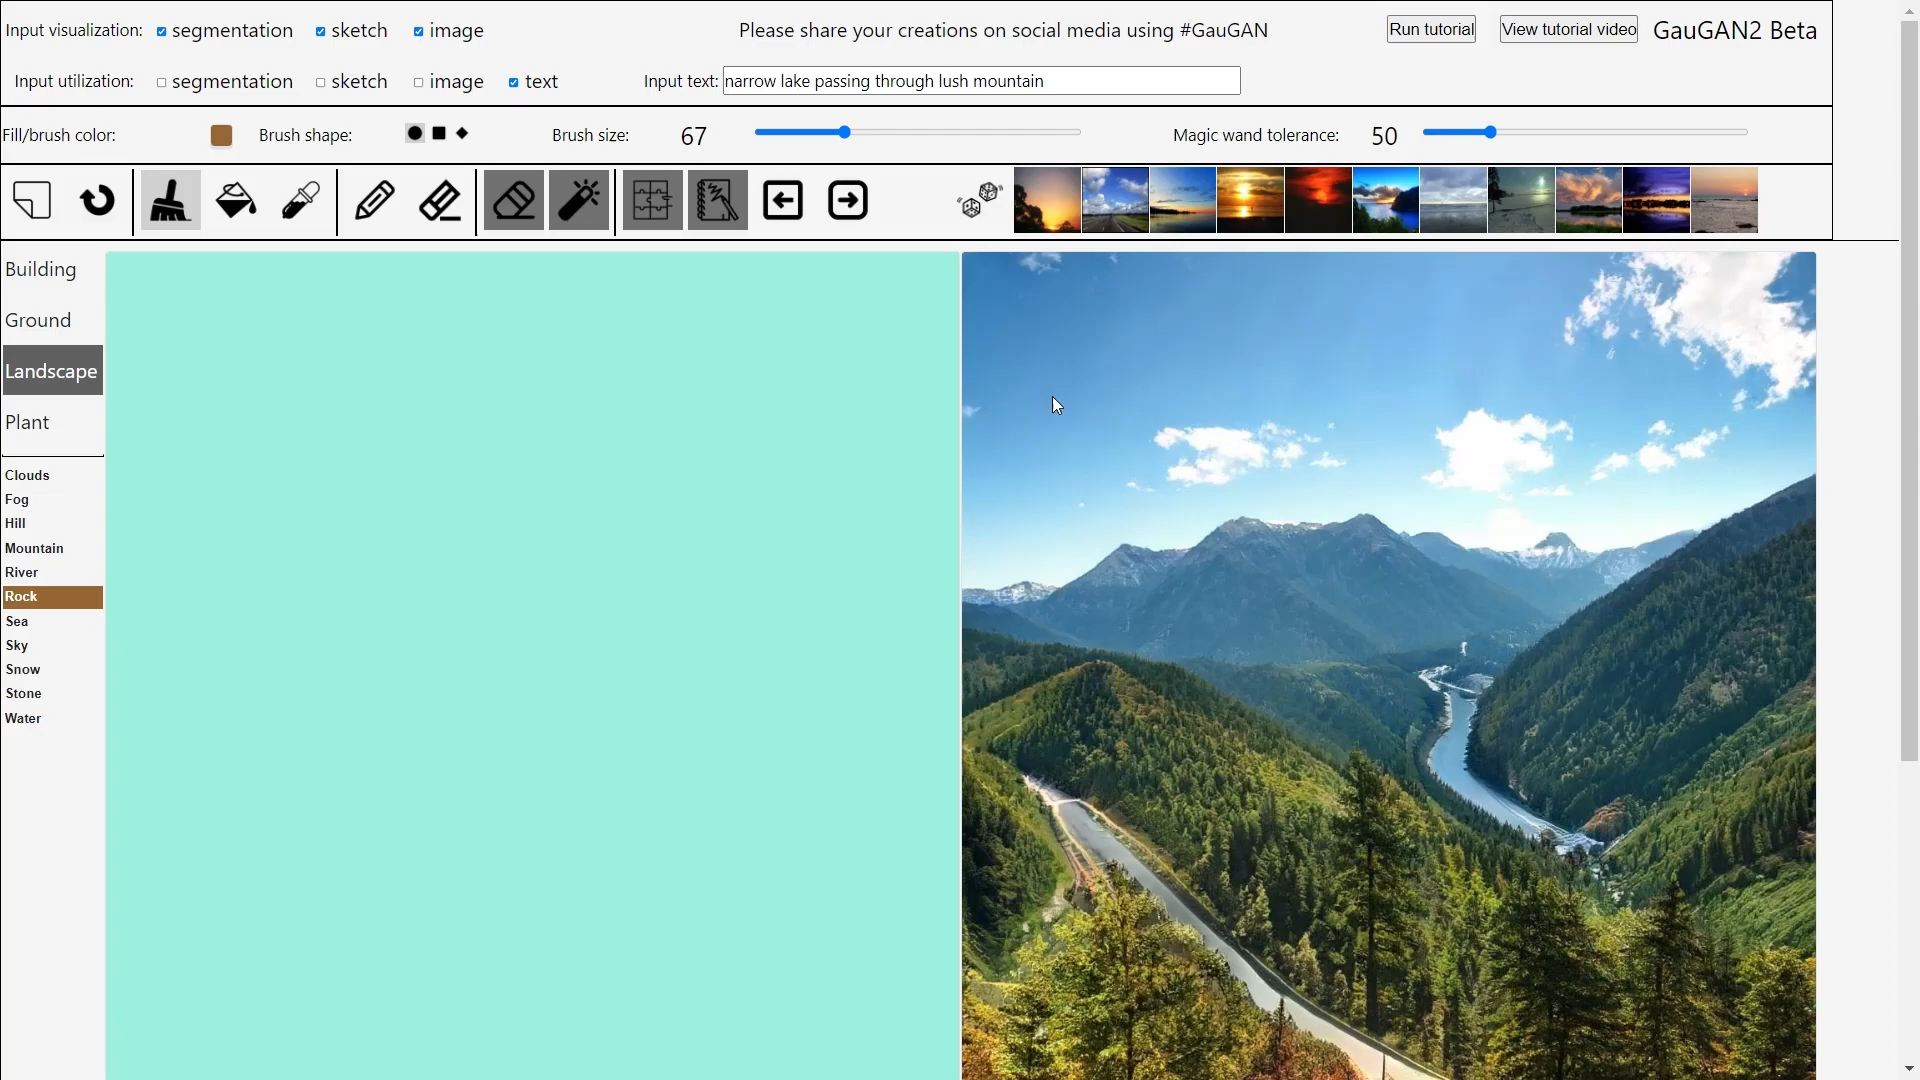 Input visualization: segmentation sketch image Please share your creations on social media using #GauGAN Run tutorial View tutorial video GauGAN2 Beta
Input utilization: segmentation sketch image text Input text: narrow lake passing through lush mountain
Fill/brush color: Brush shape: Brush size: 67 Magic wand tolerance: 50
Building
Ground
Landscape
Plant
Clouds
Fog
Hill
Mountain
River
Rock
Sea
Sky
Snow
Stone
Water